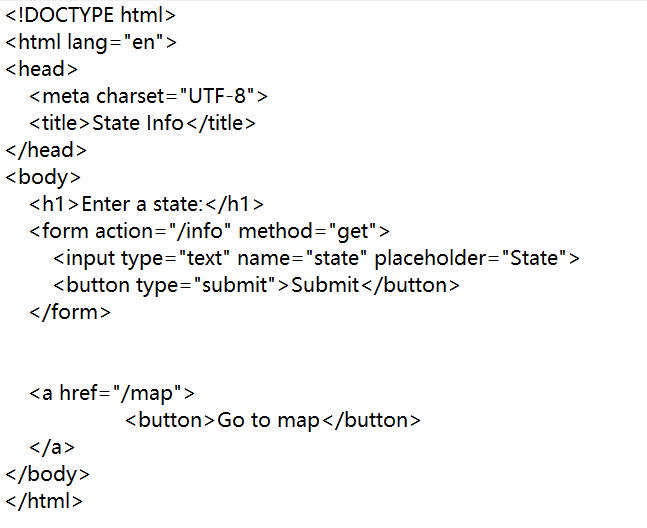 <!DOCTYPE html>
<html lang="en">
<head>
    <meta charset="UTF-8">
    <title>State Info</title>
</head>
<body>
    <h1>Enter a state:</h1>
    <form action="/info" method="get">
        <input type="text" name="state" placeholder="State">
        <button type="submit">Submit</button>
    </form>
    <a href="/map">
                    <button>Go to map</button>
    </a>
</body>
</html>